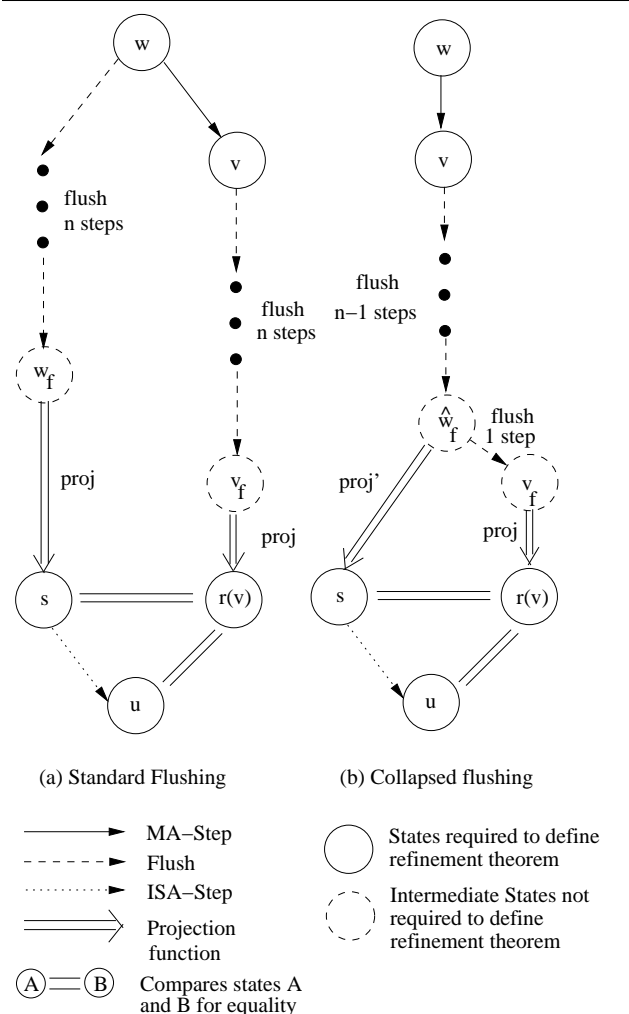 w
v
flush
n steps
flush
n steps
w
f
proj
v
f
proj
s
r(v)
u
(a) Standard Flushing
w
v
flush
n−1 steps
^
w
f
flush
1 step
proj’
v
f
proj
s
r(v)
u
(b) Collapsed flushing
MA−Step
Flush
ISA−Step
Projection
function
A
B
Compares states A
and B for equality
States required to define
refinement theorem
Intermediate States not
required to define
refinement theorem